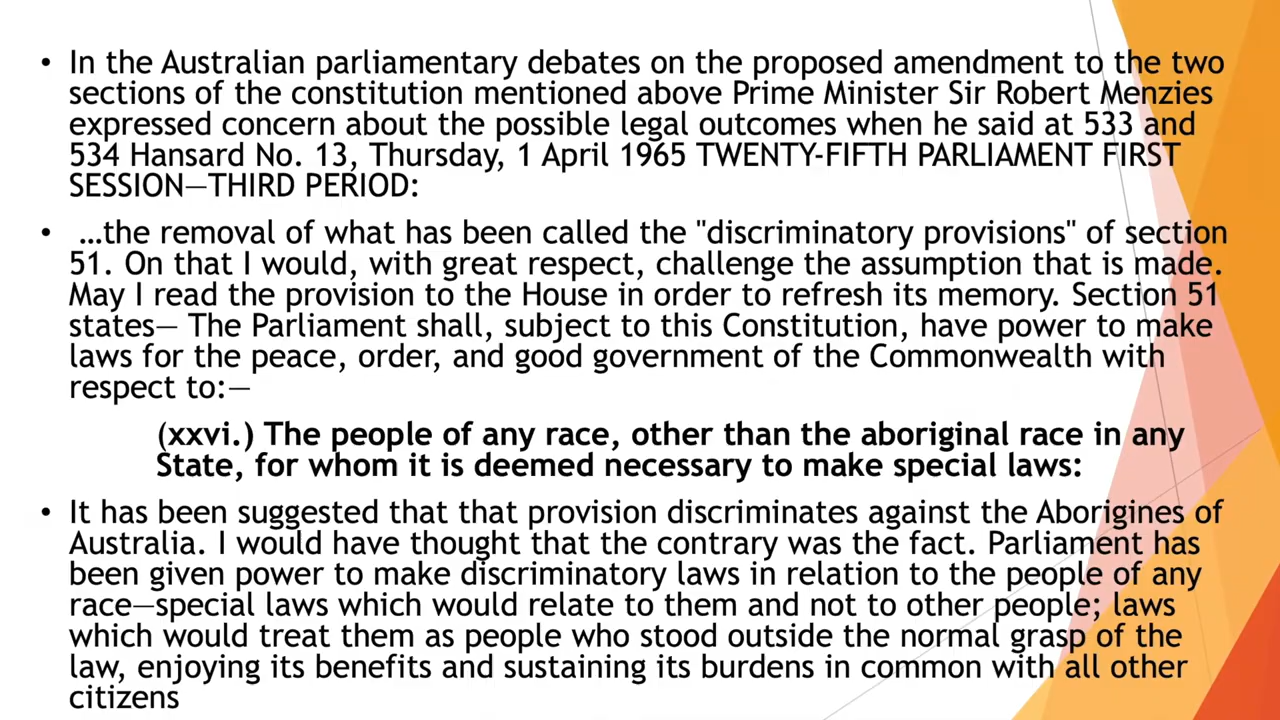 • In the Australian parliamentary debates on the proposed amendment to the two
sections of the constitution mentioned above Prime Minister Sir Robert Menzies
expressed concern about the possible legal outcomes when he said at 533 and
534 Hansard No. 13, Thursday, 1 April 1965 TWENTY-FIFTH PARLIAMENT FIRST
SESSION—THIRD PERIOD:
• …the removal of what has been called the "discriminatory provisions" of section
51. On that I would, with great respect, challenge the assumption that is made.
May I read the provision to the House in order to refresh its memory. Section 51
states— The Parliament shall, subject to this Constitution, have power to make
laws for the peace, order, and good government of the Commonwealth with
respect to:—
(xxvi.) The people of any race, other than the aboriginal race in any
State, for whom it is deemed necessary to make special laws:
• It has been suggested that that provision discriminates against the Aborigines of
Australia. I would have thought that the contrary was the fact. Parliament has
been given power to make discriminatory laws in relation to the people of any
race—special laws which would relate to them and not to other people; laws
which would treat them as people who stood outside the normal grasp of the
law, enjoying its benefits and sustaining its burdens in common with all other
citizens